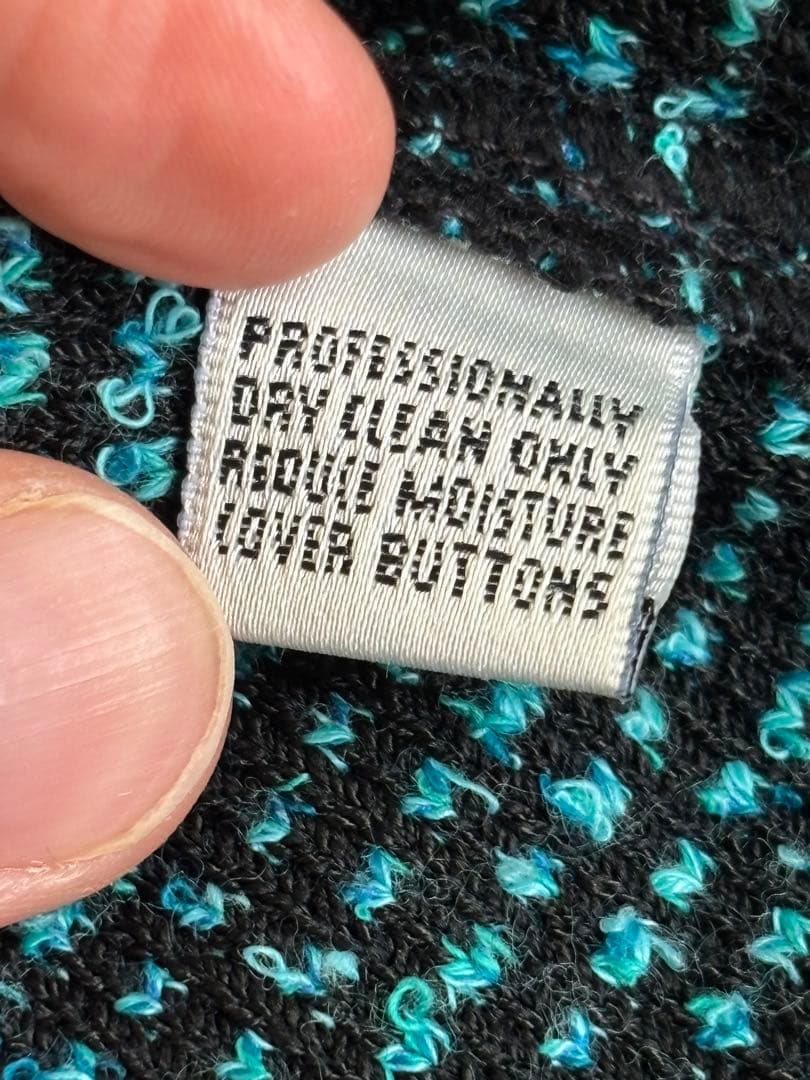 PROFESSIONALLY
DRY CLEAN ONLY
REDUCE MOISTURE
COVER BUTTONS